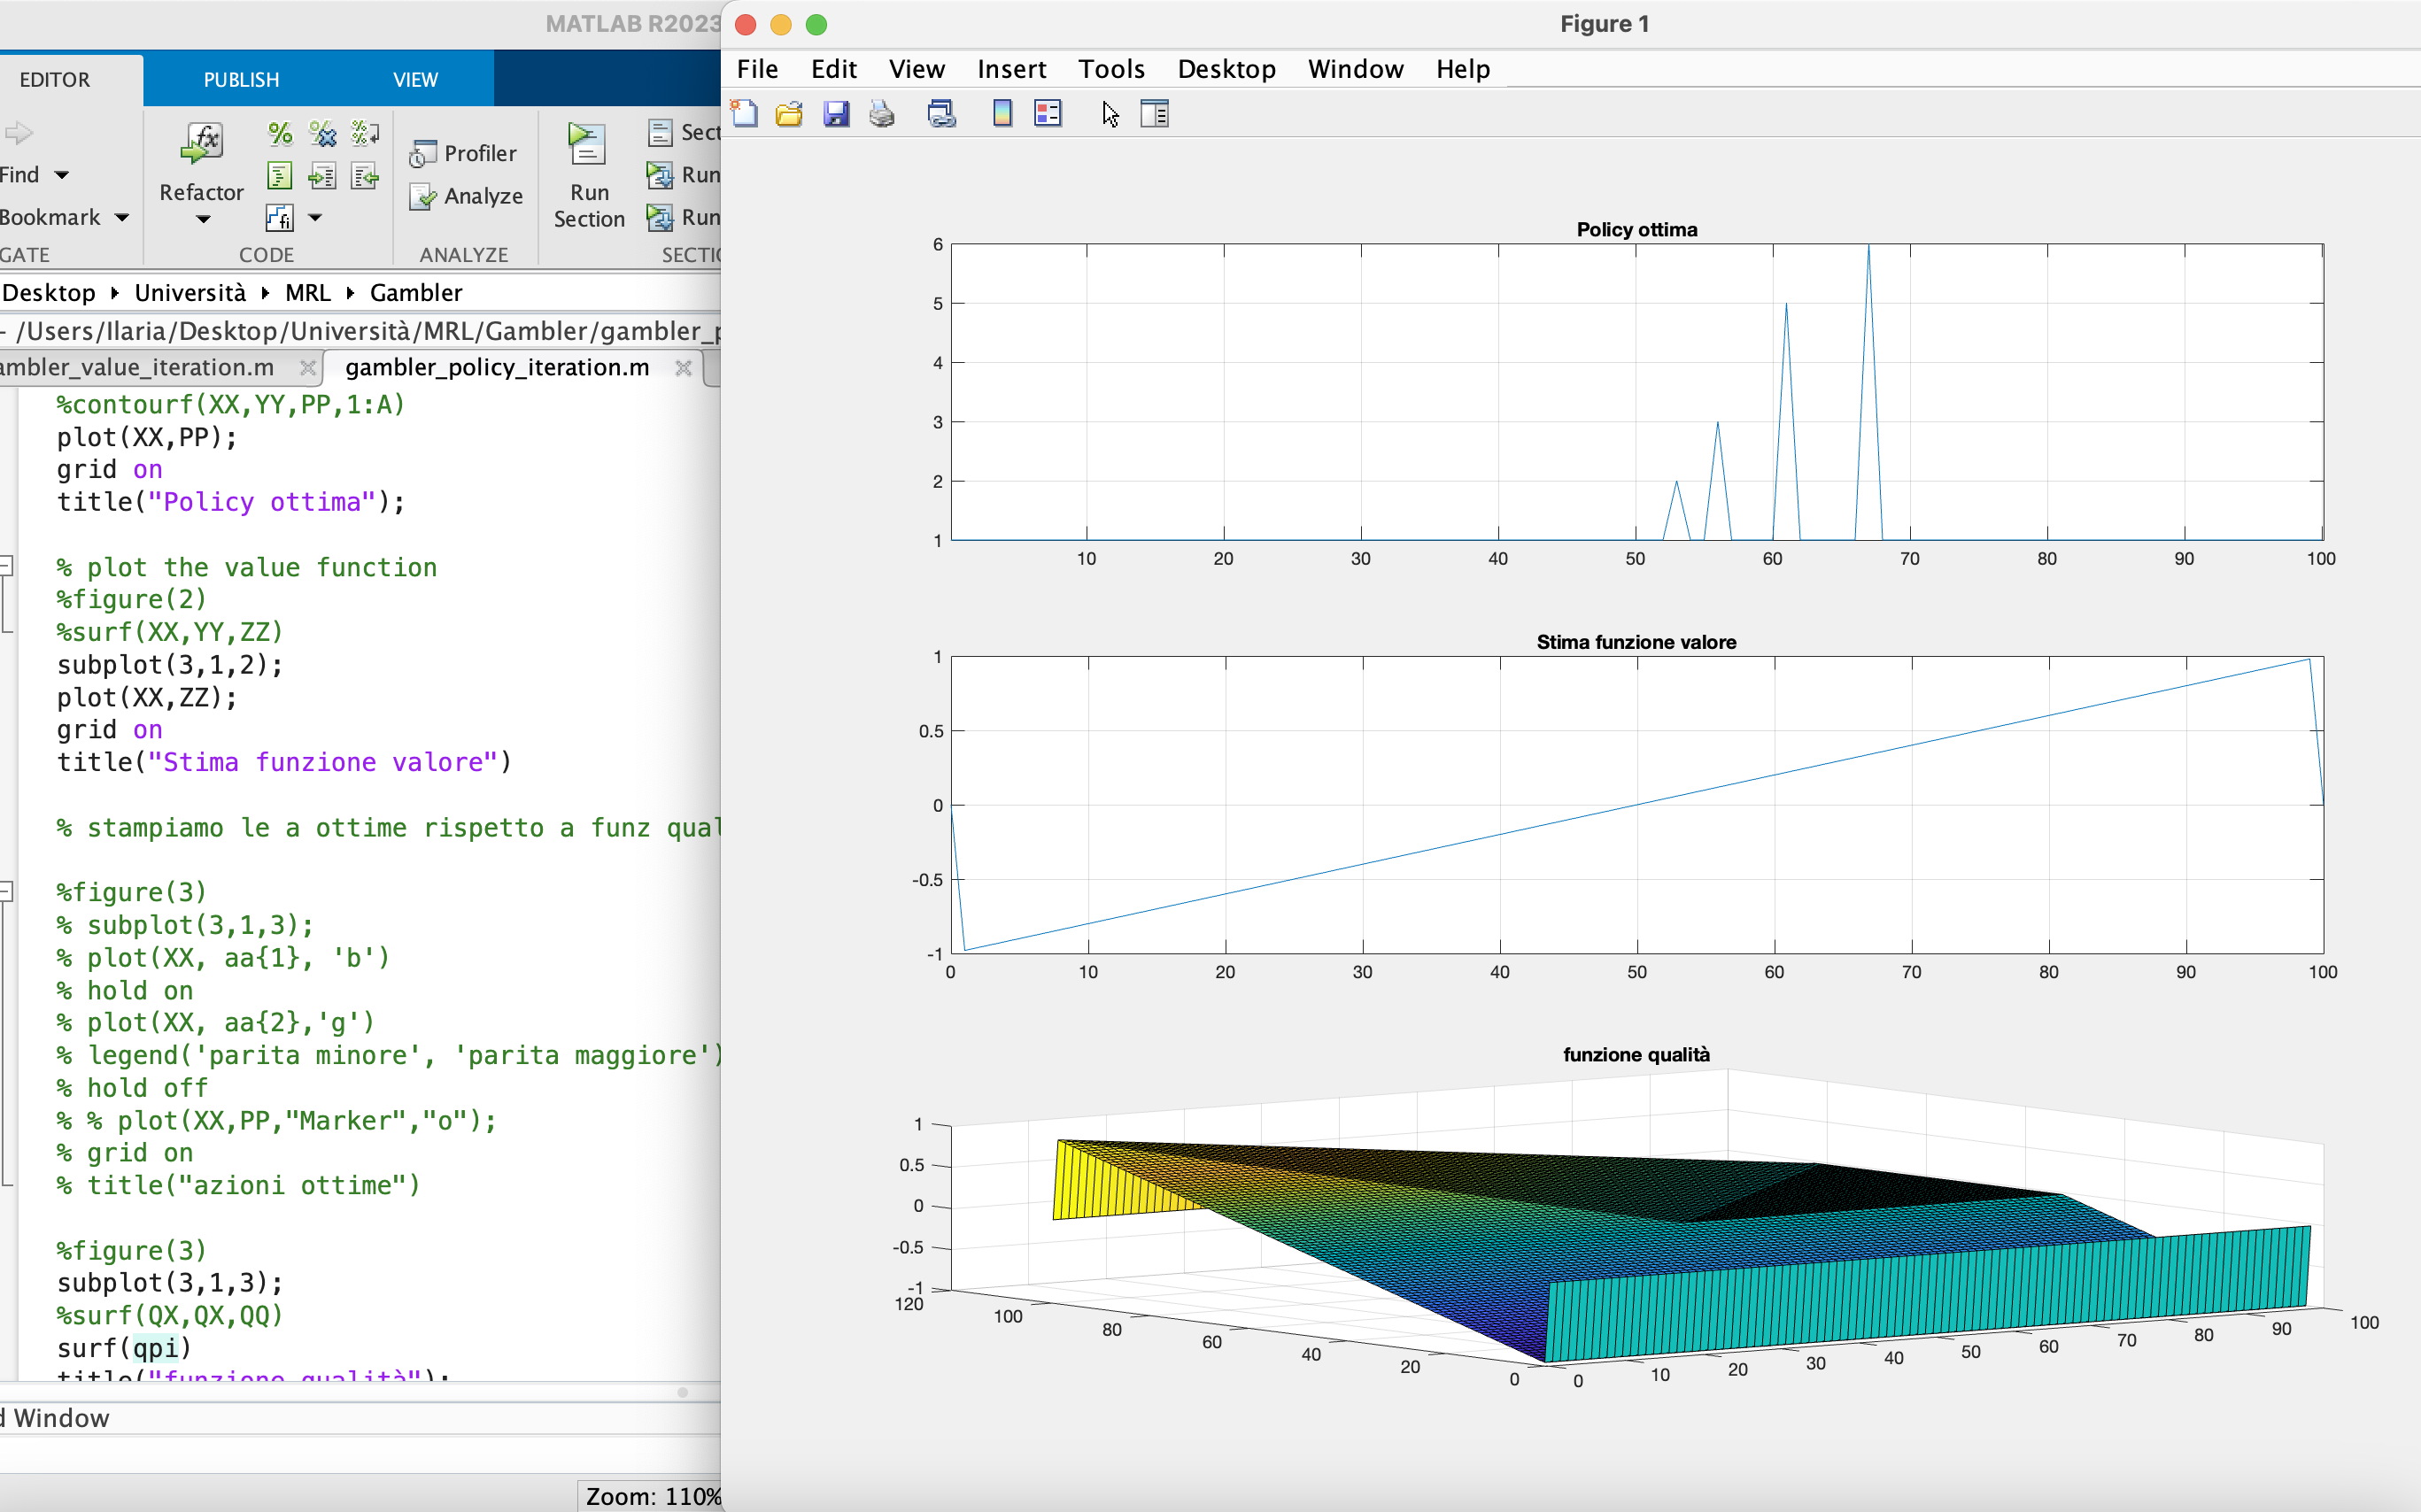 MATLAB R2023
EDITOR PUBLISH VIEW
Find
Bookmark
GATE
Refactor
CODE
Profiler
Analyze
ANALYZE
Run
Section
Sect
Run
Run
SECTIO
Desktop ▸ Università ▸ MRL ▸ Gambler
- /Users/Ilaria/Desktop/Università/MRL/Gambler/gambler_p
ambler_value_iteration.m gambler_policy_iteration.m
%contourf(XX,YY,PP,1:A)
plot(XX,PP);
grid on
title("Policy ottima");
% plot the value function
%figure(2)
%surf(XX,YY,ZZ)
subplot(3,1,2);
plot(XX,ZZ);
grid on
title("Stima funzione valore")
% stampiamo le a ottime rispetto a funz qual
%figure(3)
% subplot(3,1,3);
% plot(XX, aa{1}, 'b')
% hold on
% plot(XX, aa{2},'g')
% legend('parita minore', 'parita maggiore')
% hold off
% % plot(XX,PP,"Marker","o");
% grid on
% title("azioni ottime")
%figure(3)
subplot(3,1,3);
%surf(QX,QX,QQ)
surf(qpi)
title("funzione qualità");
d Window
Zoom: 110%
Figure 1
File Edit View Insert Tools Desktop Window Help
Policy ottima
6
5
4
3
2
1
10 20 30 40 50 60 70 80 90 100
Stima funzione valore
1
0.5
0
-0.5
-1
0 10 20 30 40 50 60 70 80 90 100
funzione qualità
1
0.5
0
-0.5
-1
120 100 80 60 40 20 0
0 10 20 30 40 50 60 70 80 90 100